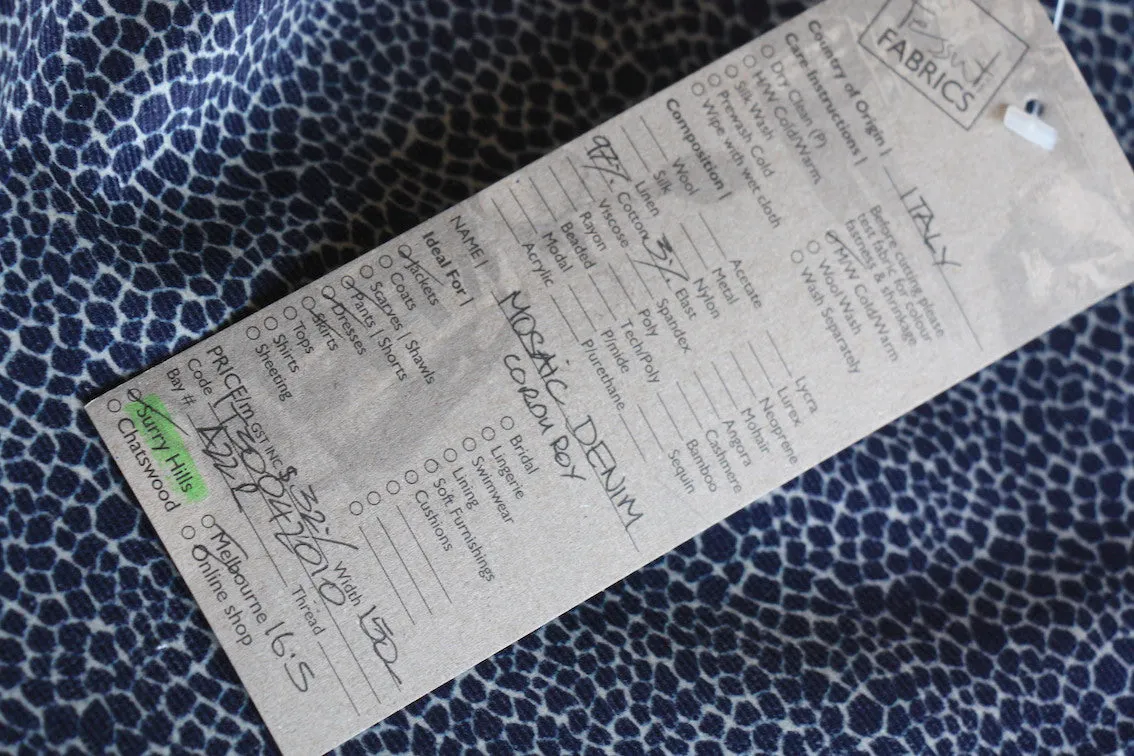 Tessuti
FABRICS
Country of Origin | ITALY
Care Instructions | Before cutting please
test fabric for colour
fastness & shrinkage
Dry Clean (P) M/W Cold/Warm
H/W Cold/Warm Wool Wash
Silk Wash Wash Separately
Prewash Cold
Wipe with wet cloth
Composition |
Wool Acetate Lycra
Silk Nylon Lurex
Linen Metal Neoprene
97% Cotton 3% Elast Mohair
Viscose Spandex Angora
Rayon Poly Cashmere
Beaded Tech/Poly Bamboo
Modal P/mide Sequin
Acrylic P/urethane
NAME | MOSAIC DENIM
CORDUROY
Ideal For |
Jackets Bridal
Coats Lingerie
Scarves | Shawls Swimwear
Pants | Shorts Lining
Dresses Soft Furnishings
Skirts Cushions
Tops
Shirts
Sheeting
PRICE/m GST INC $ 32 Width 150
Code
Bay # Thread
Surry Hills Melbourne 16.5
Chatswood Online shop